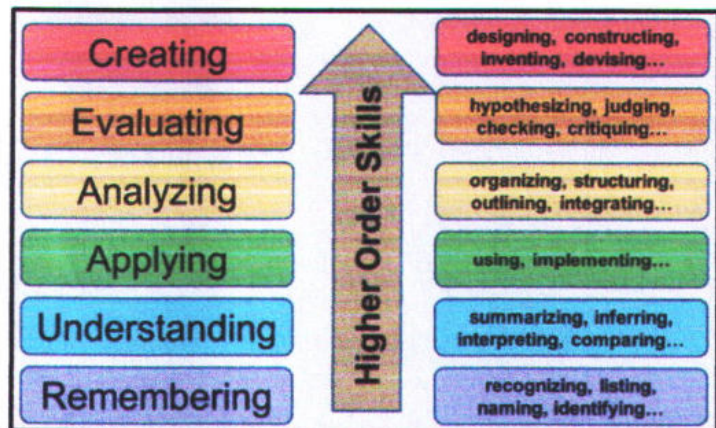 Creating
designing, constructing,
inventing, devising...
Evaluating
hypothesizing, judging,
checking, critiquing...
Analyzing
organizing, structuring,
outlining, integrating...
Applying
using, implementing...
Understanding
summarizing, inferring,
interpreting, comparing...
Remembering
recognizing, listing,
naming, identifying...
Higher Order Skills